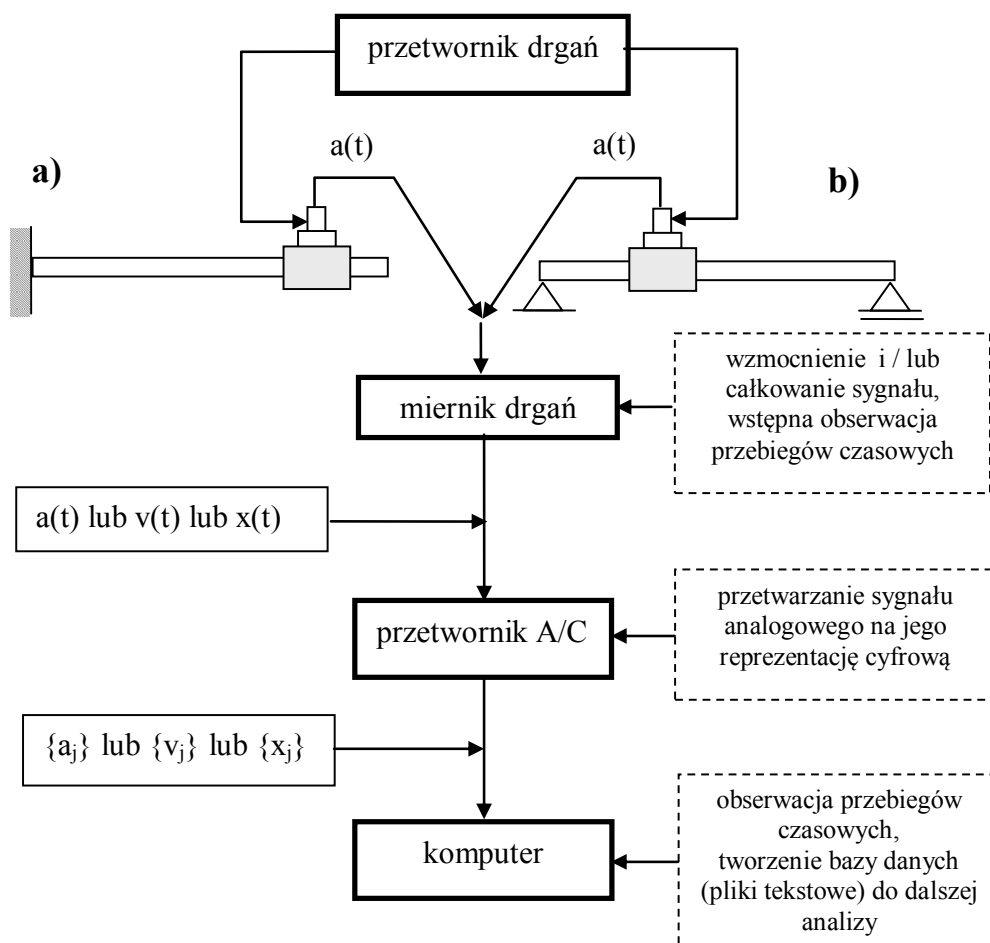 przetwornik drgań
a(t)
a(t)
a)
b)
wzmocnienie i / lub
całkowanie sygnału,
wstępna obserwacja
przebiegów czasowych
miernik drgań
a(t) lub v(t) lub x(t)
przetwarzanie sygnału
analogowego na jego
reprezentację cyfrową
przetwornik A/C
{aj} lub {vj} lub {xj}
obserwacja przebiegów
czasowych,
tworzenie bazy danych
(pliki tekstowe) do dalszej
analizy
komputer